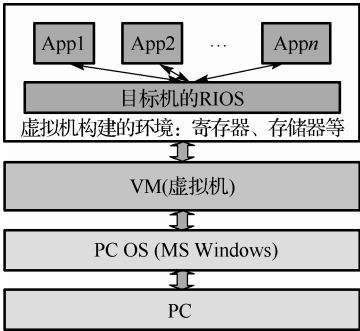 App1 App2 … Appn
目标机的RIOS
虚拟机构建的环境：寄存器、存储器等
VM(虚拟机)
PC OS (MS Windows)
PC